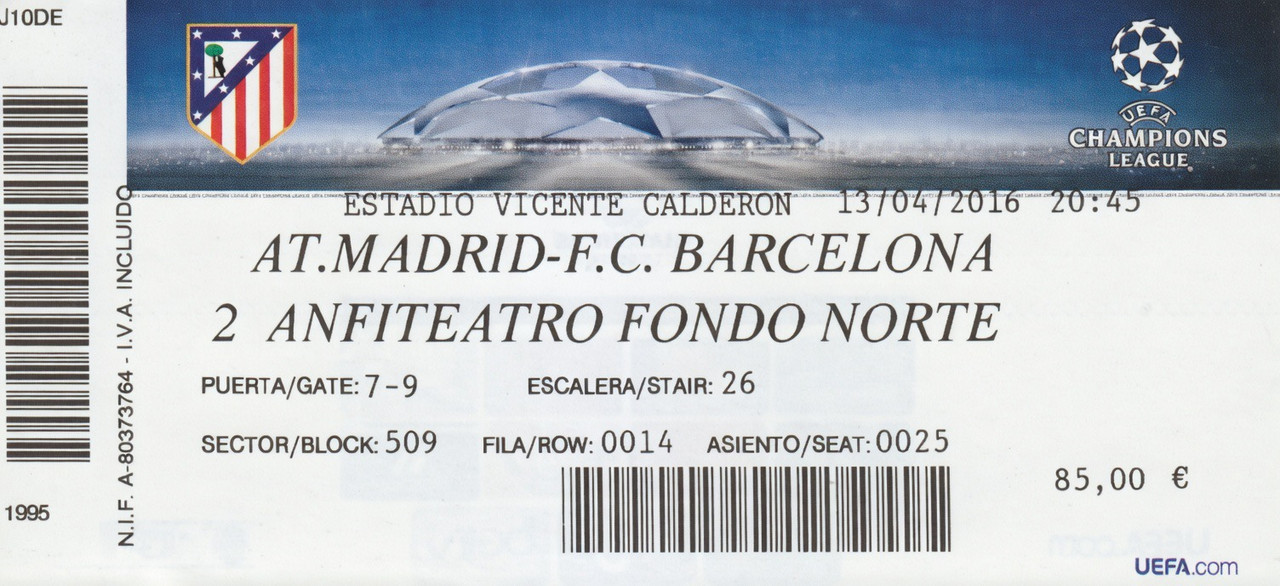 J10DE
UEFA
CHAMPIONS
LEAGUE
ESTADIO VICENTE CALDERON 13/04/2016 20:45
AT.MADRID-F.C. BARCELONA
2 ANFITEATRO FONDO NORTE
PUERTA/GATE: 7-9 ESCALERA/STAIR: 26
SECTOR/BLOCK: 509 FILA/ROW: 0014 ASIENTO/SEAT: 0025
85,00 €
1995
N.I.F. A-80373764 - I.V.A. INCLUIDO
UEFA.com